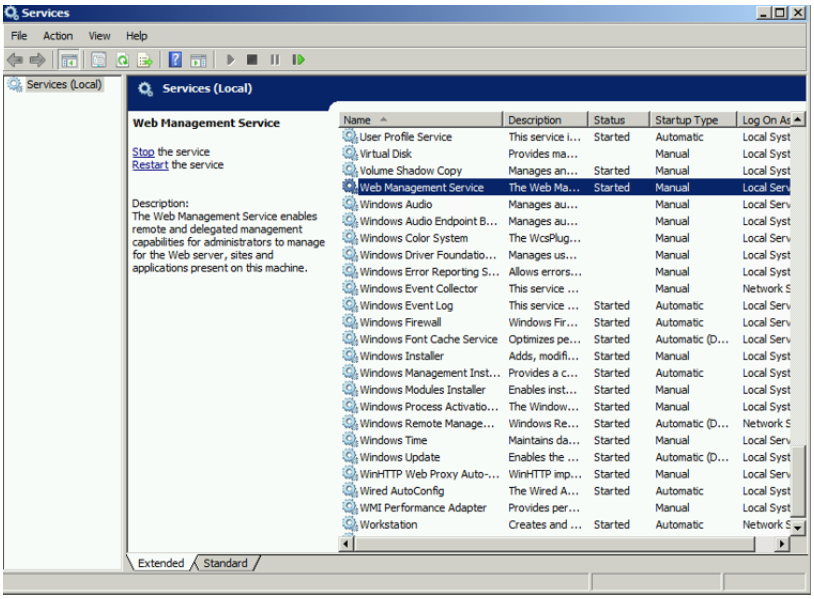 Services
File Action View Help
Services (Local)
Services (Local)
Web Management Service
Stop the service
Restart the service
Description:
The Web Management Service enables
remote and delegated management
capabilities for administrators to manage
for the Web server, sites and
applications present on this machine.
Name Description Status Startup Type Log On As
User Profile Service This service i... Started Automatic Local Syst
Virtual Disk Provides ma... Manual Local Syst
Volume Shadow Copy Manages an... Started Manual Local Syst
Web Management Service The Web Ma... Started Manual Local Serv
Windows Audio Manages au... Manual Local Serv
Windows Audio Endpoint B... Manages au... Manual Local Syst
Windows Color System The WcsPlug... Manual Local Serv
Windows Driver Foundatio... Manages us... Manual Local Syst
Windows Error Reporting S... Allows errors... Manual Local Syst
Windows Event Collector This service ... Manual Network S
Windows Event Log This service ... Started Automatic Local Serv
Windows Firewall Windows Fir... Started Automatic Local Serv
Windows Font Cache Service Optimizes pe... Started Automatic (D... Local Serv
Windows Installer Adds, modifi... Started Manual Local Syst
Windows Management Inst... Provides a c... Started Automatic Local Syst
Windows Modules Installer Enables inst... Started Manual Local Syst
Windows Process Activatio... The Window... Started Manual Local Syst
Windows Remote Manage... Windows Re... Started Automatic (D... Network S
Windows Time Maintains da... Started Manual Local Serv
Windows Update Enables the ... Started Automatic (D... Local Syst
WinHTTP Web Proxy Auto-... WinHTTP imp... Started Manual Local Serv
Wired AutoConfig The Wired A... Started Automatic Local Syst
WMI Performance Adapter Provides per... Manual Local Syst
Workstation Creates and ... Started Automatic Network S
Extended Standard